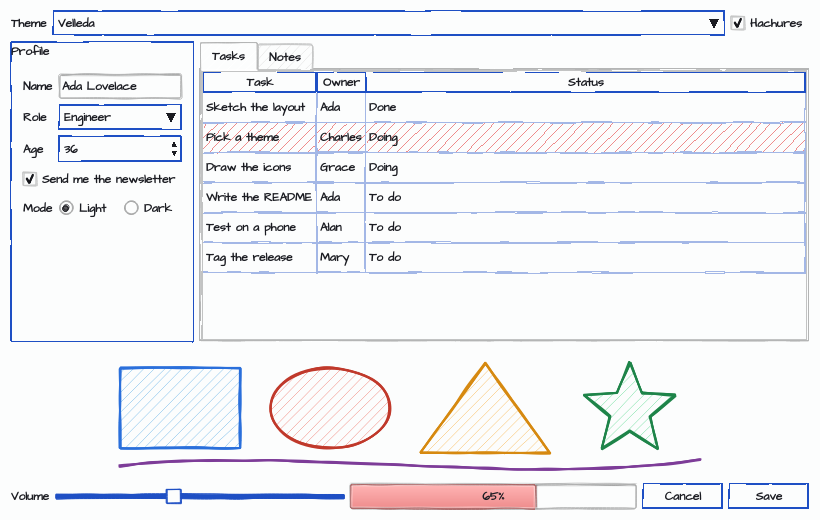 Theme Velleda Hachures
Profile
Tasks Notes
Name Ada Lovelace
Role Engineer
Age 36
Send me the newsletter
Mode Light Dark
Task Owner Status
Sketch the layout Ada Done
Pick a theme Charles Doing
Draw the icons Grace Doing
Write the README Ada To do
Test on a phone Alan To do
Tag the release Mary To do
Volume 65% Cancel Save